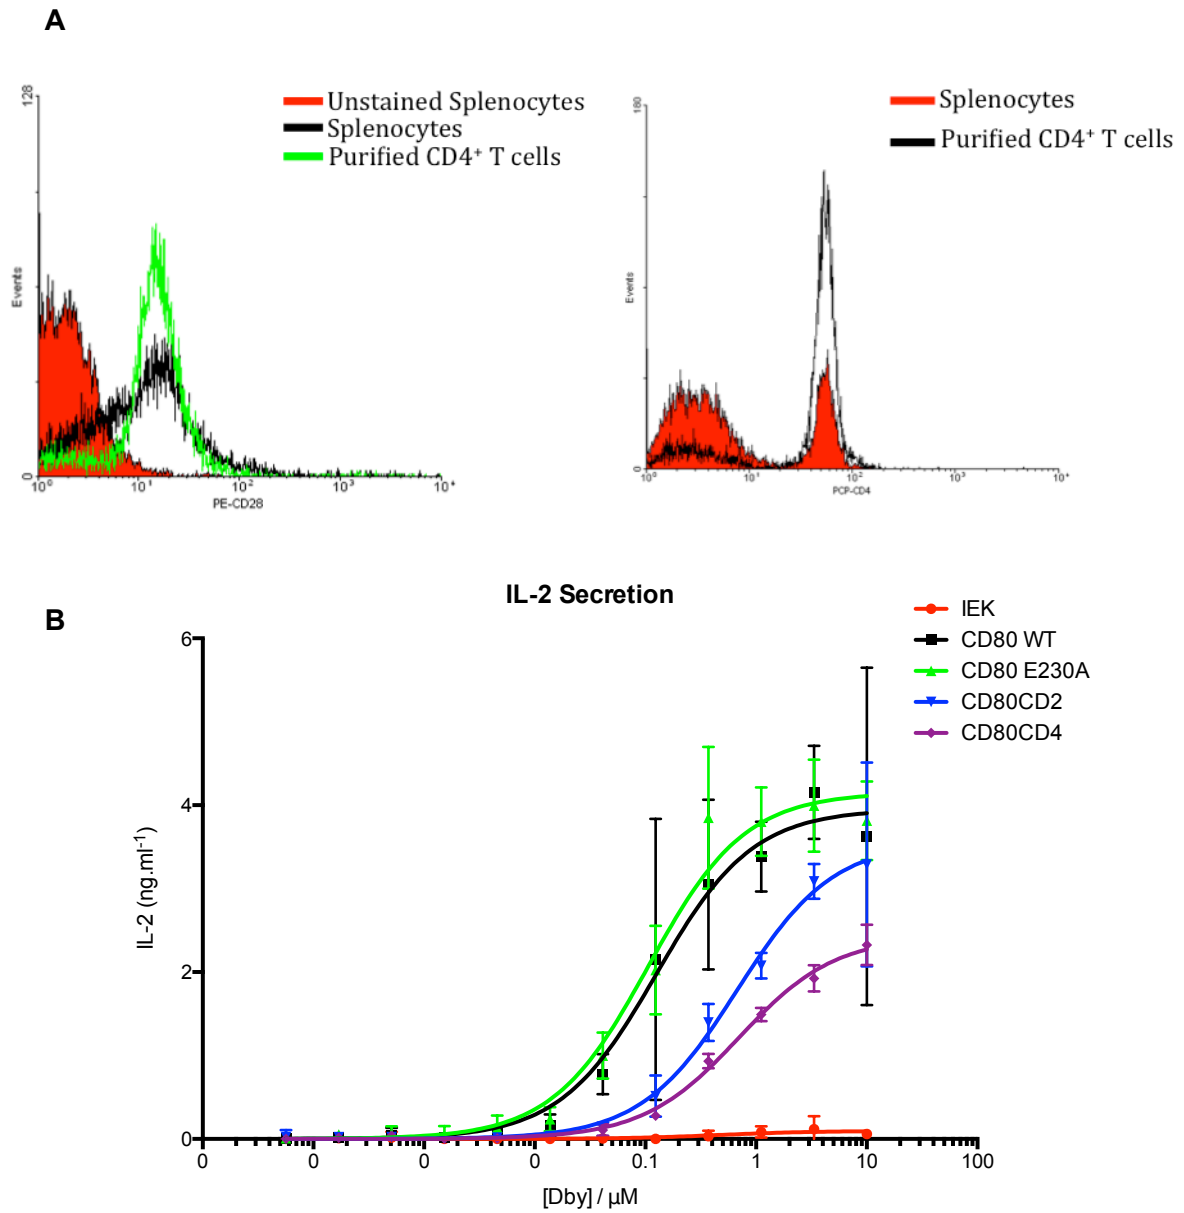 A
128
Events
0
10⁰
10¹
10²
10³
10⁴
PE-CD28
Unstained Splenocytes
Splenocytes
Purified CD4⁺ T cells
180
Events
0
10⁰
10¹
10²
10³
10⁴
PCP-CD4
Splenocytes
Purified CD4⁺ T cells
B
IL-2 Secretion
6
4
2
0
IL-2 (ng.ml⁻¹)
0 0 0 0 0.1 1 10 100
[Dby] / µM
IEK
CD80 WT
CD80 E230A
CD80CD2
CD80CD4